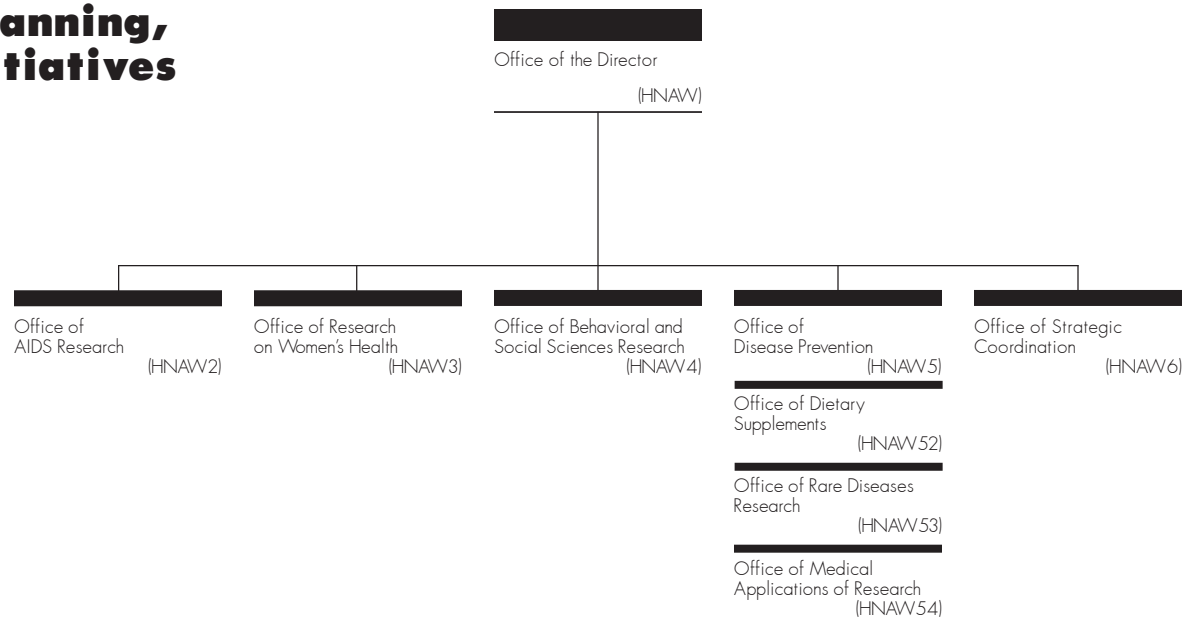 anning,
tiatives
Office of the Director
(HNAW)
Office of
AIDS Research
(HNAW2)
Office of Research
on Women's Health
(HNAW3)
Office of Behavioral and
Social Sciences Research
(HNAW4)
Office of
Disease Prevention
(HNAW5)
Office of Dietary
Supplements
(HNAW52)
Office of Rare Diseases
Research
(HNAW53)
Office of Medical
Applications of Research
(HNAW54)
Office of Strategic
Coordination
(HNAW6)